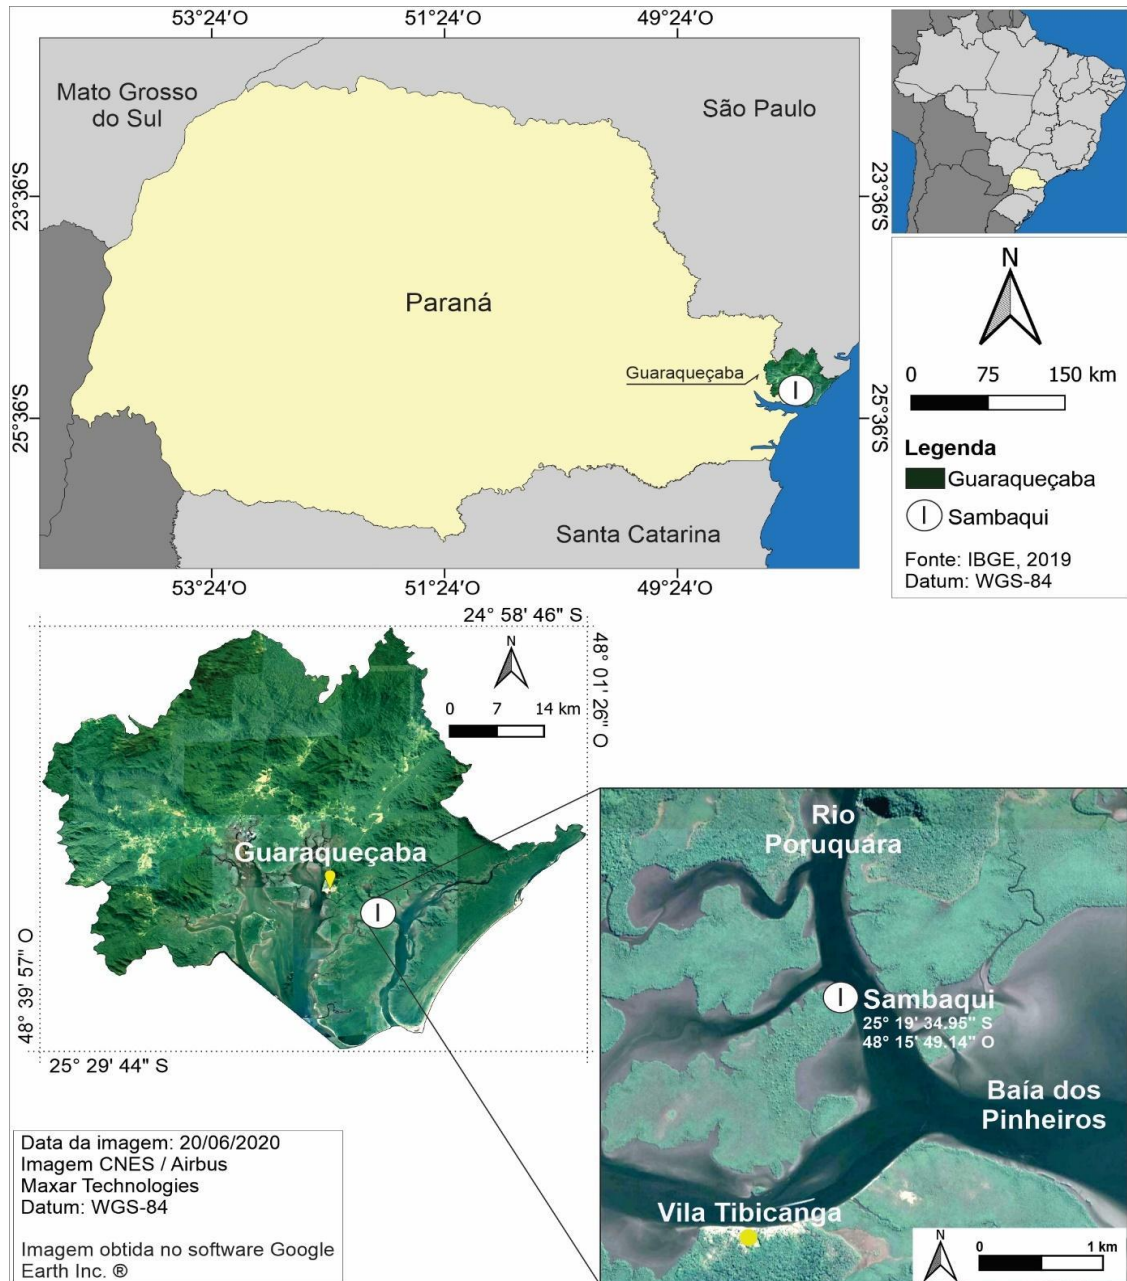 53°24′O
51°24′O
49°24′O
Mato Grosso
do Sul
São Paulo
23°36′S
23°36′S
Paraná
Guaraqueçaba
I
25°36′S
25°36′S
Santa Catarina
53°24′O
51°24′O
49°24′O
N
0 75 150 km
Legenda
Guaraqueçaba
I Sambaqui
Fonte: IBGE, 2019
Datum: WGS-84
24° 58' 46" S
48° 01' 26" O
N
0 7 14 km
Guaraqueçaba
I
48° 39' 57" O
25° 29' 44" S
Rio
Poruquara
I Sambaqui
25° 19' 34.95" S
48° 15' 49.14" O
Baía dos
Pinheiros
Vila Tibicanga
N
0 1 km
Data da imagem: 20/06/2020
Imagem CNES / Airbus
Maxar Technologies
Datum: WGS-84
Imagem obtida no software Google
Earth Inc. ®